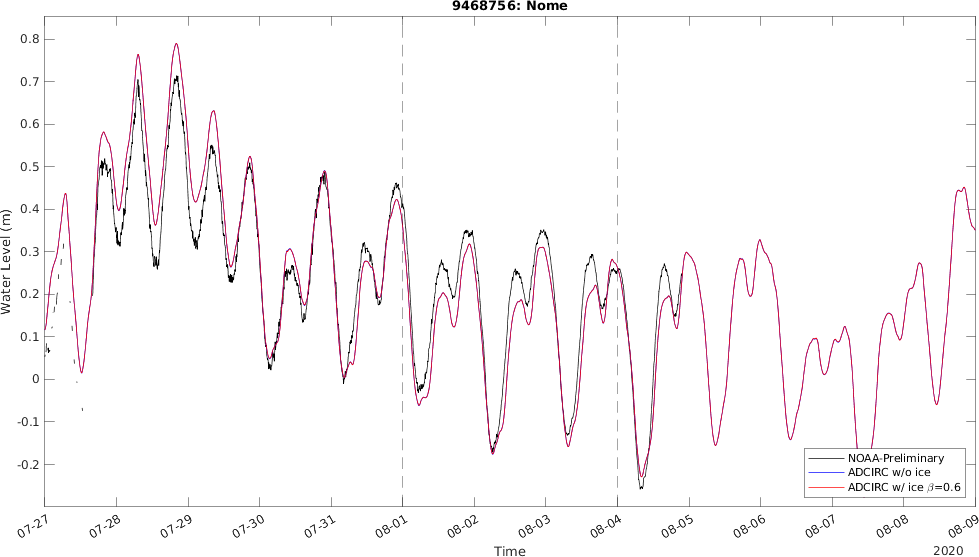 9468756: Nome
0.8
0.7
0.6
0.5
0.4
0.3
0.2
0.1
0
-0.1
-0.2
Water Level (m)
NOAA-Preliminary
ADCIRC w/o ice
ADCIRC w/ ice β=0.6
07-27 07-28 07-29 07-30 07-31 08-01 08-02 08-03 08-04 08-05 08-06 08-07 08-08 08-09
Time
2020